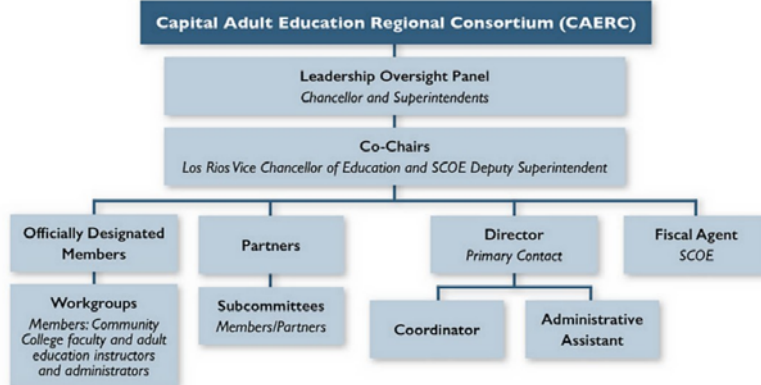 Capital Adult Education Regional Consortium (CAERC)
Leadership Oversight Panel
Chancellor and Superintendents
Co-Chairs
Los Rios Vice Chancellor of Education and SCOE Deputy Superintendent
Officially Designated
Members
Partners
Director
Primary Contact
Fiscal Agent
SCOE
Workgroups
Members: Community
College faculty and adult
education instructors
and administrators
Subcommittees
Members/Partners
Coordinator
Administrative
Assistant